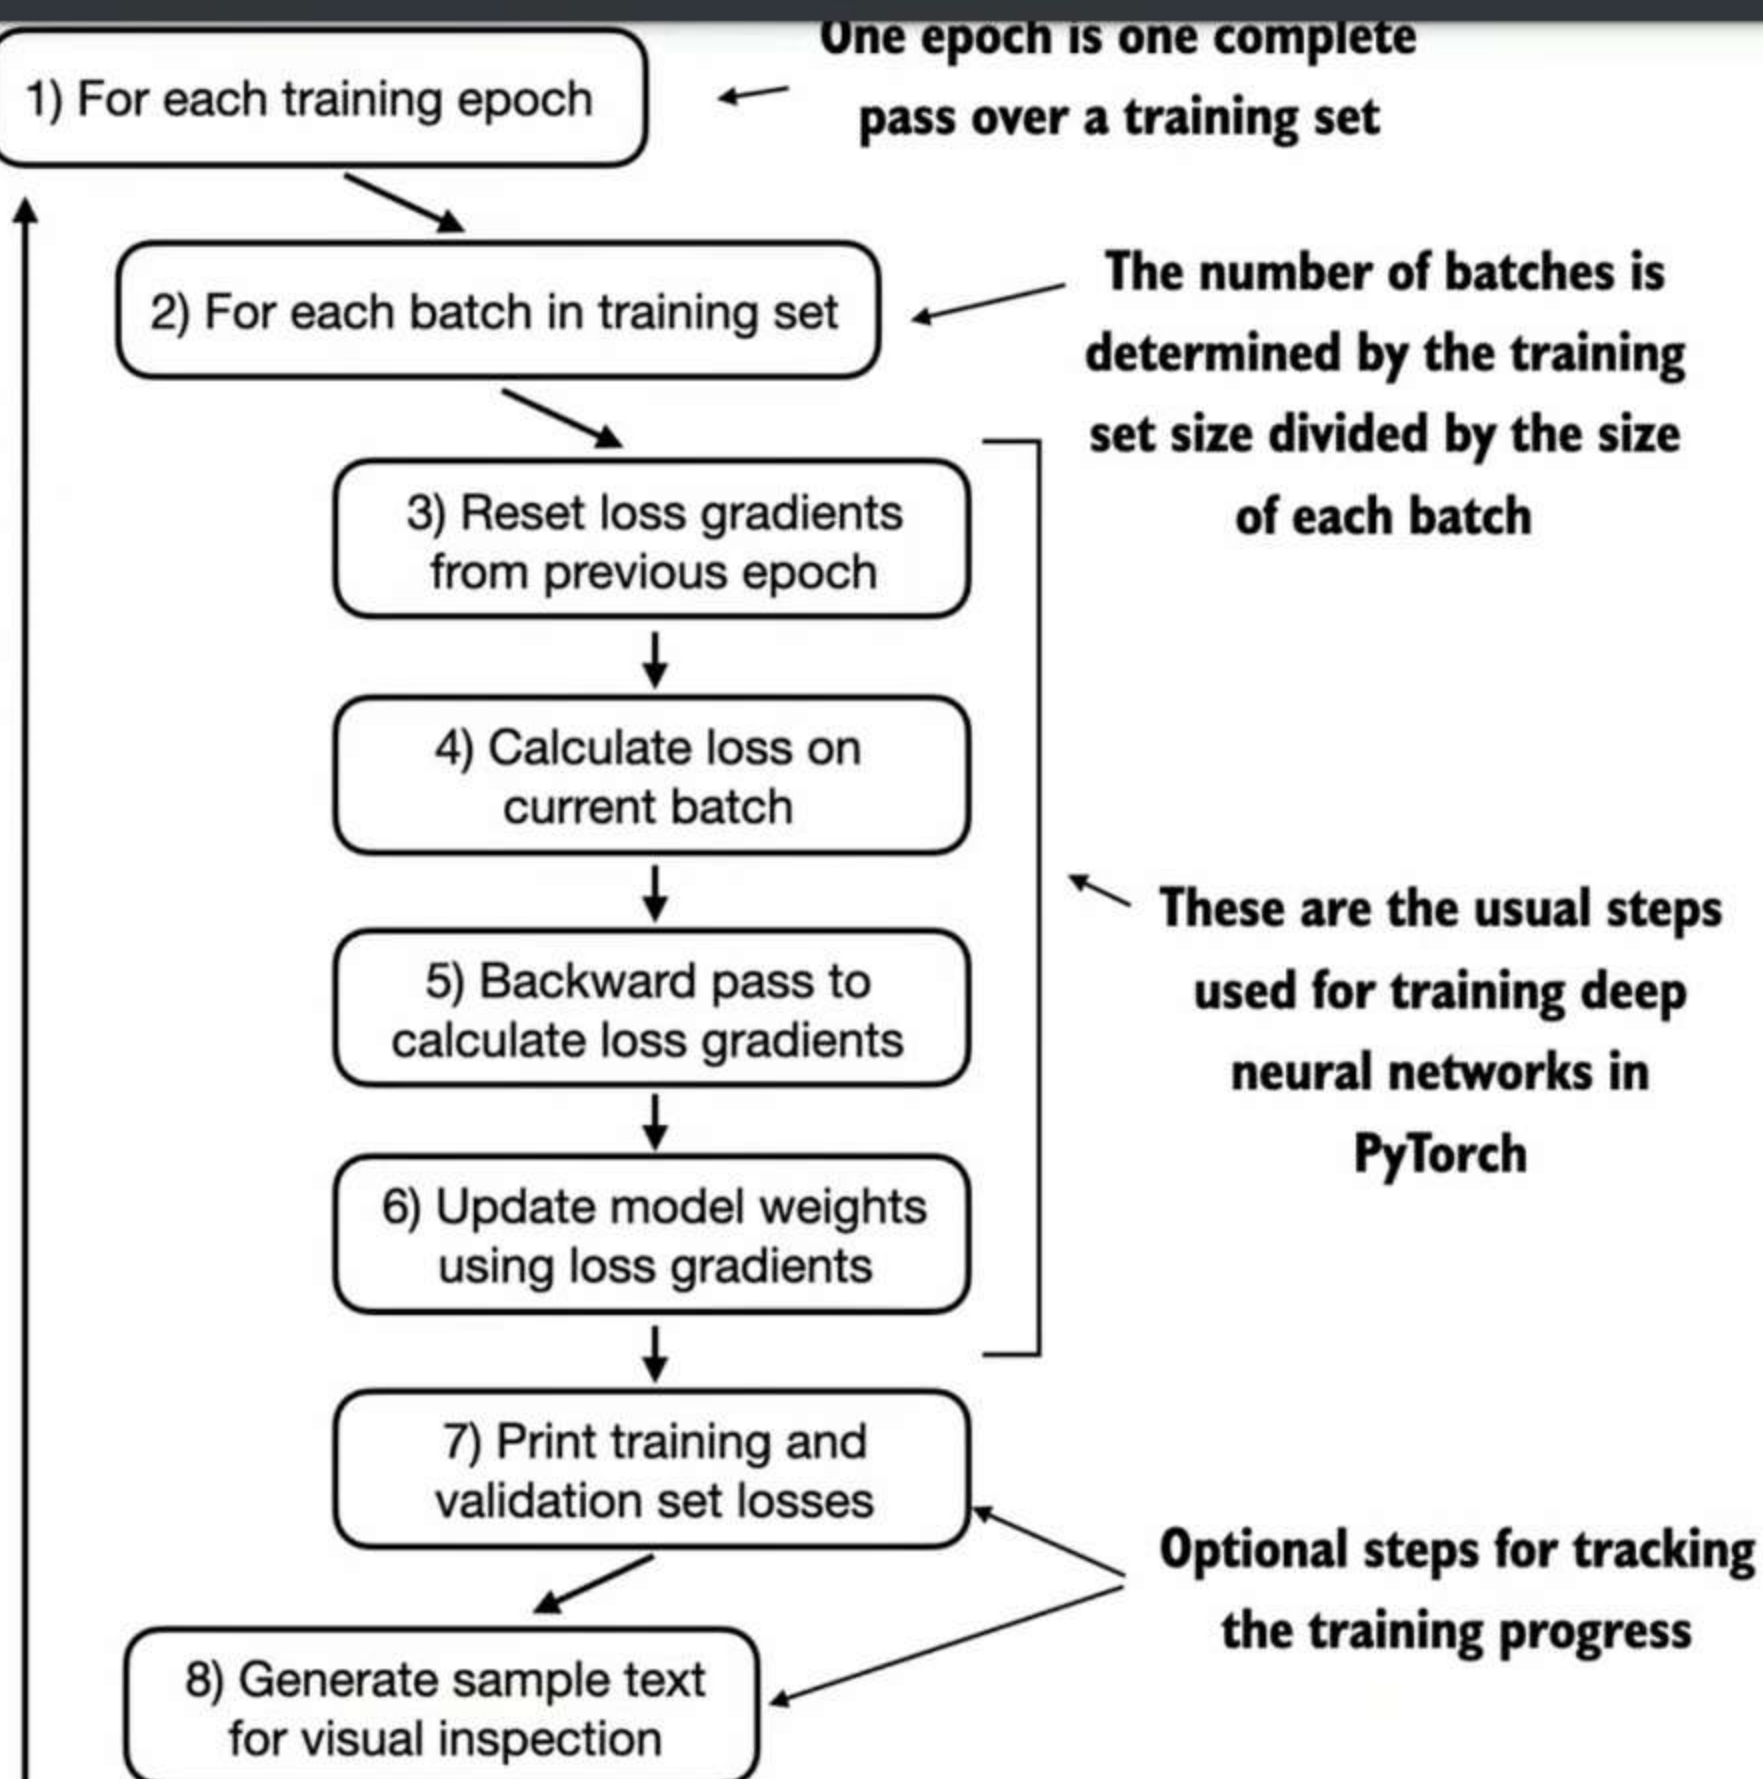 One epoch is one complete
pass over a training set
1) For each training epoch
2) For each batch in training set
The number of batches is
determined by the training
set size divided by the size
of each batch
3) Reset loss gradients
from previous epoch
4) Calculate loss on
current batch
5) Backward pass to
calculate loss gradients
These are the usual steps
used for training deep
neural networks in
PyTorch
6) Update model weights
using loss gradients
7) Print training and
validation set losses
Optional steps for tracking
the training progress
8) Generate sample text
for visual inspection